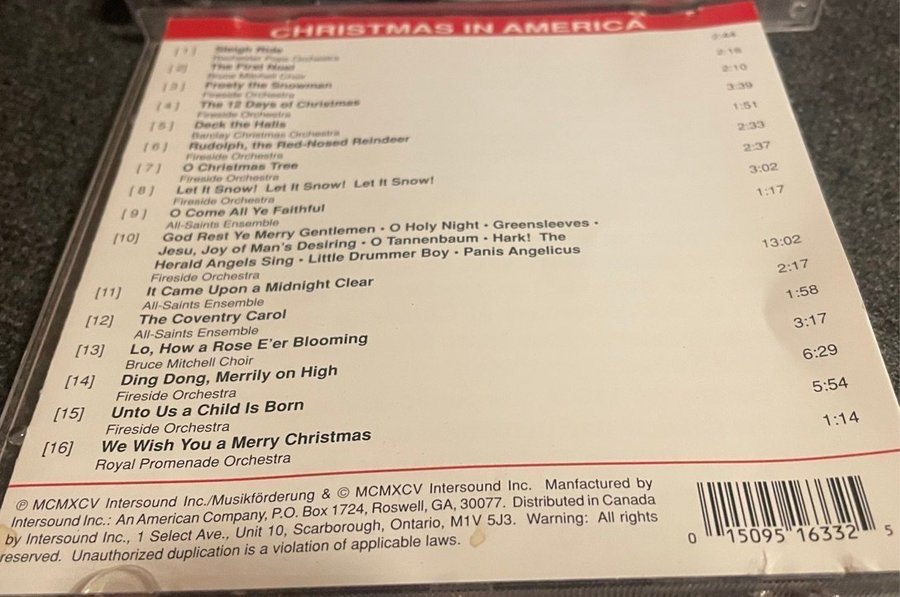 CHRISTMAS IN AMERICA
[1] Sleigh Ride
Rochester Pops Orchestra
[2] The First Noel 2:18
Bruce Mitchell Choir
[3] Frosty the Snowman 2:10
Fireside Orchestra
[4] The 12 Days of Christmas 3:39
Fireside Orchestra
[5] Deck the Halls 1:51
Barclay Christmas Orchestra
[6] Rudolph, the Red-Nosed Reindeer 2:33
Fireside Orchestra
[7] O Christmas Tree 2:37
Fireside Orchestra
[8] Let It Snow! Let It Snow! Let It Snow! 3:02
Fireside Orchestra
[9] O Come All Ye Faithful 1:17
All-Saints Ensemble
[10] God Rest Ye Merry Gentlemen • O Holy Night • Greensleeves •
Jesu, Joy of Man's Desiring • O Tannenbaum • Hark! The
Herald Angels Sing • Little Drummer Boy • Panis Angelicus 13:02
Fireside Orchestra
[11] It Came Upon a Midnight Clear 2:17
All-Saints Ensemble
[12] The Coventry Carol 1:58
All-Saints Ensemble
[13] Lo, How a Rose E'er Blooming 3:17
Bruce Mitchell Choir
[14] Ding Dong, Merrily on High 6:29
Fireside Orchestra
[15] Unto Us a Child Is Born 5:54
Fireside Orchestra
[16] We Wish You a Merry Christmas 1:14
Royal Promenade Orchestra
℗ MCMXCV Intersound Inc./Musikförderung & © MCMXCV Intersound Inc. Manfactured by
Intersound Inc.: An American Company, P.O. Box 1724, Roswell, GA, 30077. Distributed in Canada
by Intersound Inc., 1 Select Ave., Unit 10, Scarborough, Ontario, M1V 5J3. Warning: All rights
reserved. Unauthorized duplication is a violation of applicable laws.
0 15095 16332 5